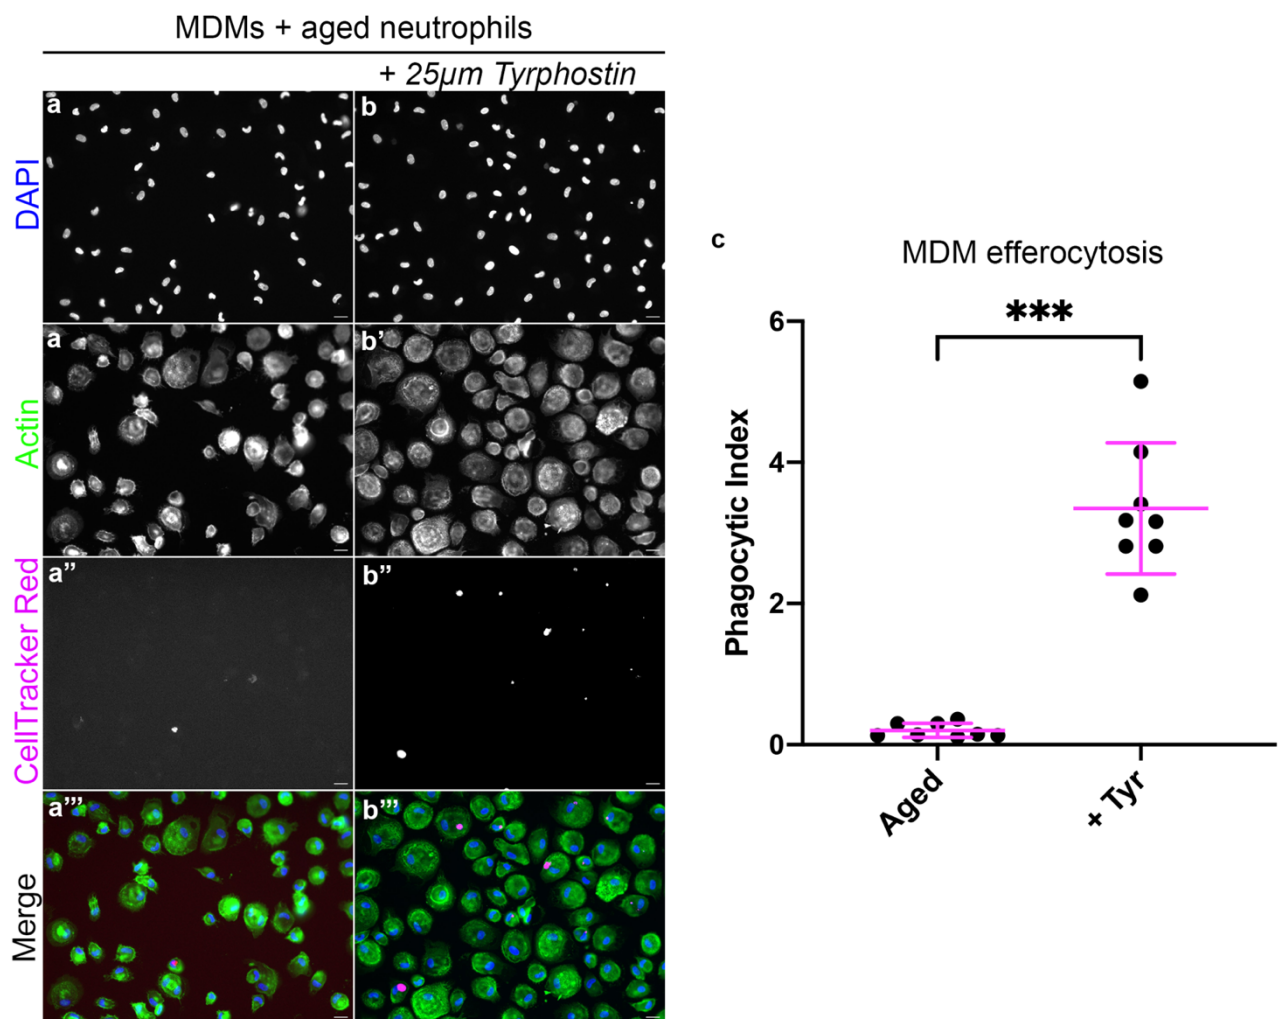 MDMs + aged neutrophils
+ 25µm Tyrphostin
DAPI
a
b
Actin
a
b’
CellTracker Red
a”
b”
Merge
a”’
b”’
c
MDM efferocytosis
***
Phagocytic Index
6
4
2
0
Aged
+ Tyr